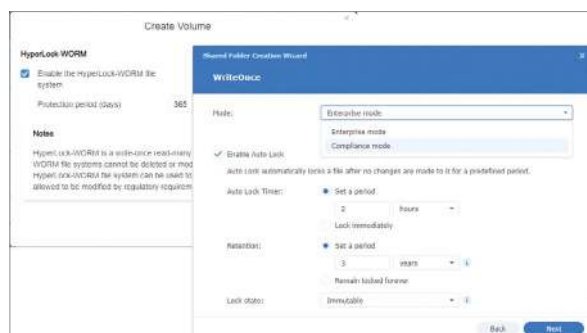 Create Volume
HyperLock-WORM
Enable the HyperLock-WORM file
system
Protection period (days)
365
Notes
HyperLock-WORM is a write-once read-many
WORM file systems cannot be deleted or mod
HyperLock-WORM file system can be used to
allowed to be modified by regulatory requirem
Shared Folder Creation Wizard
WriteOnce
Mode:
Enterprise mode
Enterprise mode
Compliance mode
Enable Auto Lock
Auto Lock automatically locks a file after no changes are made to it for a predefined period.
Auto Lock Timer:
Set a period
2
hours
Lock immediately
Retention:
Set a period
3
years
Remain locked forever
Lock state:
Immutable
Back
Next